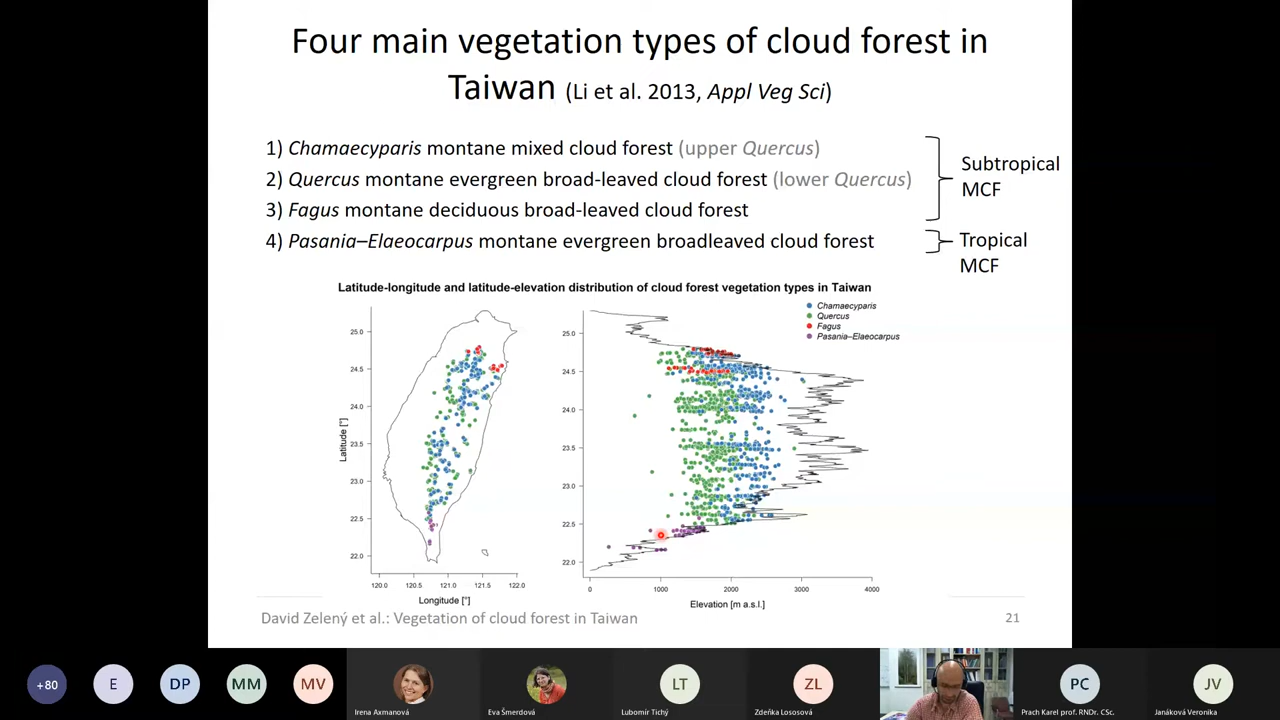 Four main vegetation types of cloud forest in
Taiwan (Li et al. 2013, Appl Veg Sci)
1) Chamaecyparis montane mixed cloud forest (upper Quercus)
2) Quercus montane evergreen broad-leaved cloud forest (lower Quercus)
3) Fagus montane deciduous broad-leaved cloud forest
4) Pasania–Elaeocarpus montane evergreen broadleaved cloud forest
Subtropical
MCF
Tropical
MCF
Latitude-longitude and latitude-elevation distribution of cloud forest vegetation types in Taiwan
Chamaecyparis
Quercus
Fagus
Pasania–Elaeocarpus
Latitude [°]
25.0
24.5
24.0
23.5
23.0
22.5
22.0
120.0 120.5 121.0 121.5 122.0
Longitude [°]
25.0
24.5
24.0
23.5
23.0
22.5
22.0
0 1000 2000 3000 4000
Elevation [m a.s.l.]
David Zelený et al.: Vegetation of cloud forest in Taiwan
21
+80
E
DP
MM
MV
LT
ZL
PC
JV
Irena Axmanová
Eva Šmerdová
Lubomír Tichý
Zdeňka Lososová
Prach Karel prof. RNDr. CSc.
Janáková Veronika